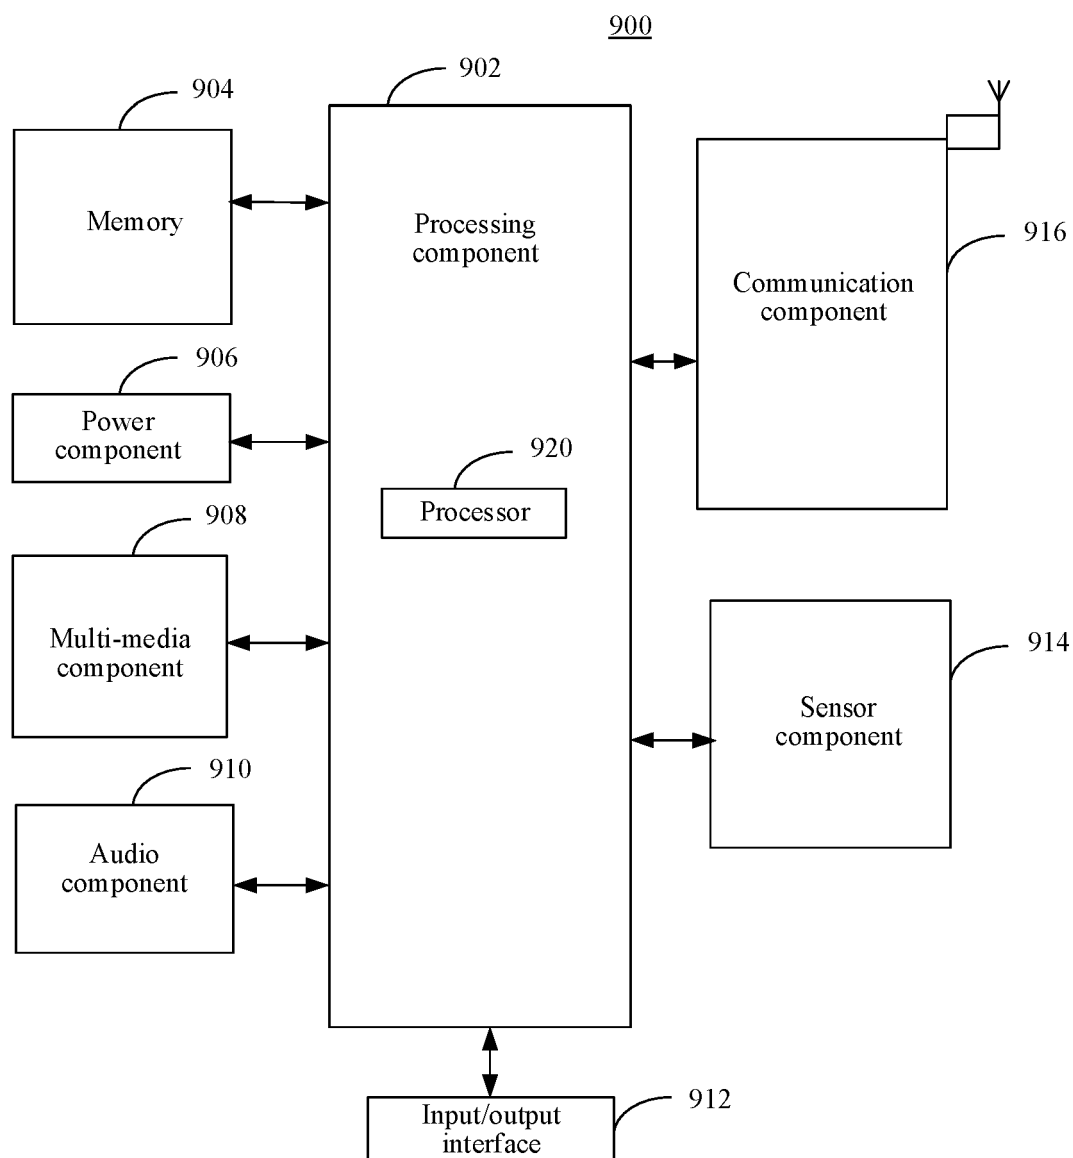 900
902
904
Memory
Processing
component
916
Communication
component
906
Power
component
920
Processor
908
Multi-media
component
914
Sensor
component
910
Audio
component
912
Input/output
interface